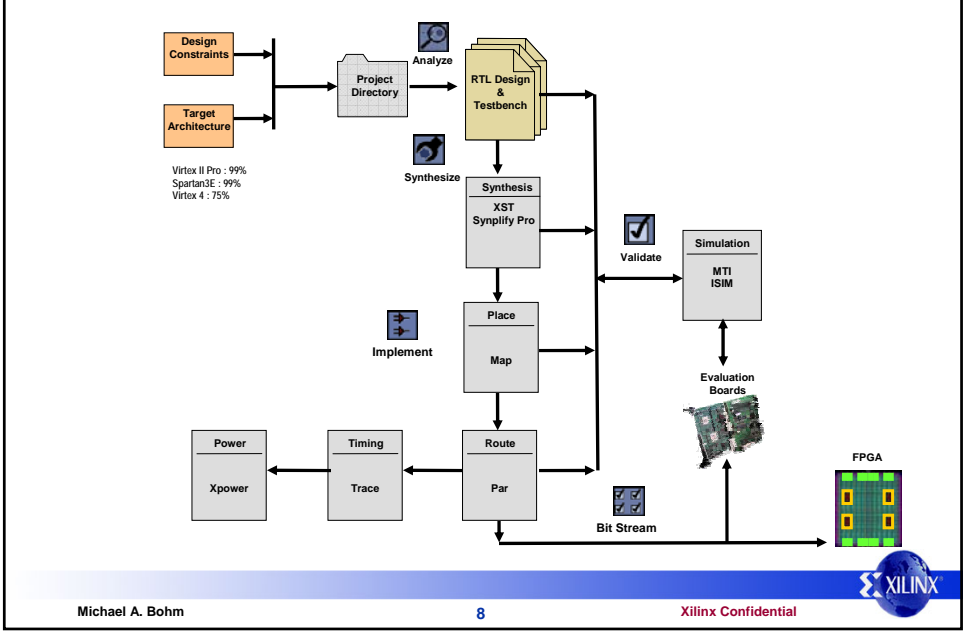 Design
Constraints
Target
Architecture
Virtex II Pro : 99%
Spartan3E : 99%
Virtex 4 : 75%
Project
Directory
Analyze
RTL Design
&
Testbench
Synthesize
Synthesis
XST
Synplify Pro
Validate
Simulation
MTI
ISIM
Implement
Place
Map
Evaluation
Boards
Power
Xpower
Timing
Trace
Route
Par
Bit Stream
FPGA
XILINX®
Michael A. Bohm
8
Xilinx Confidential